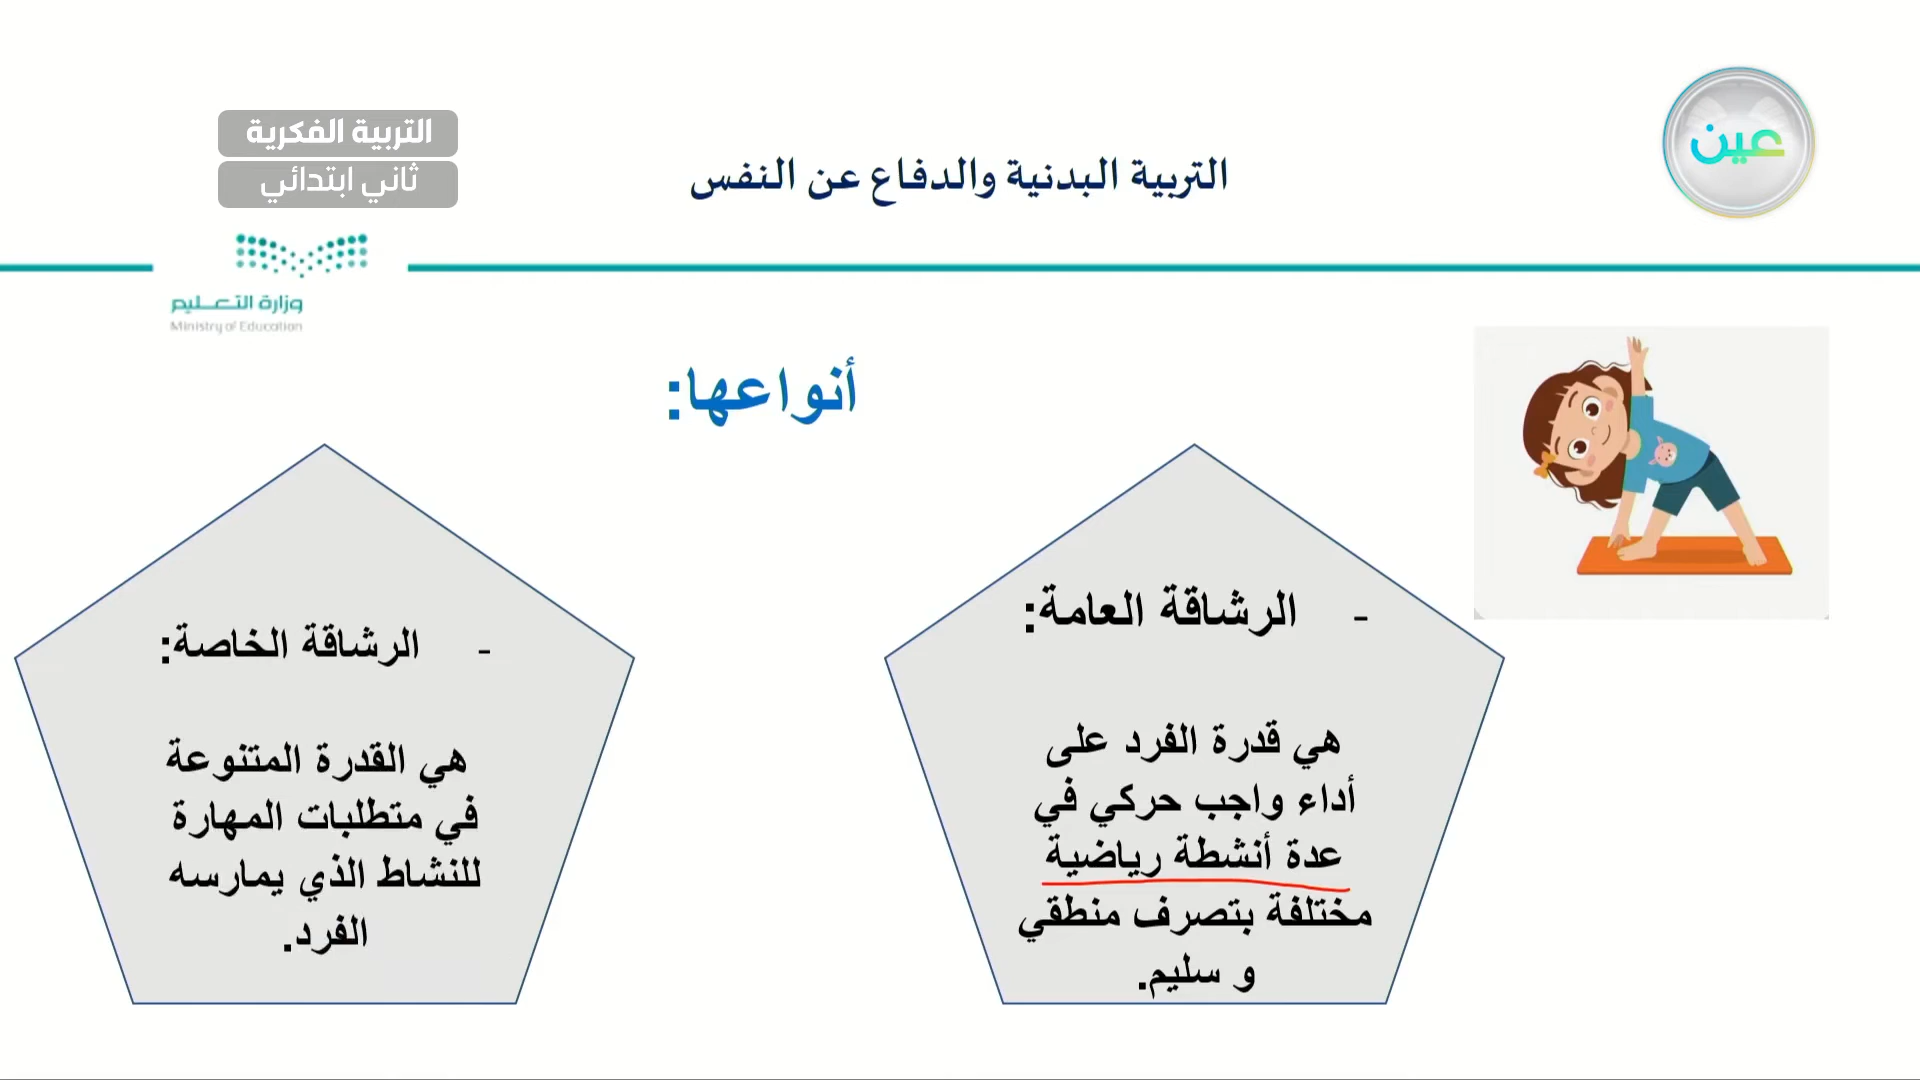 عين
التربية الفكرية
ثاني ابتدائي
التربية البدنية والدفاع عن النفس
وزارة التعليم
Ministry of Education
أنواعها:
- الرشاقة العامة:
هي قدرة الفرد على
أداء واجب حركي في
عدة أنشطة رياضية
مختلفة بتصرف منطقي
و سليم.
- الرشاقة الخاصة:
هي القدرة المتنوعة
في متطلبات المهارة
للنشاط الذي يمارسه
الفرد.